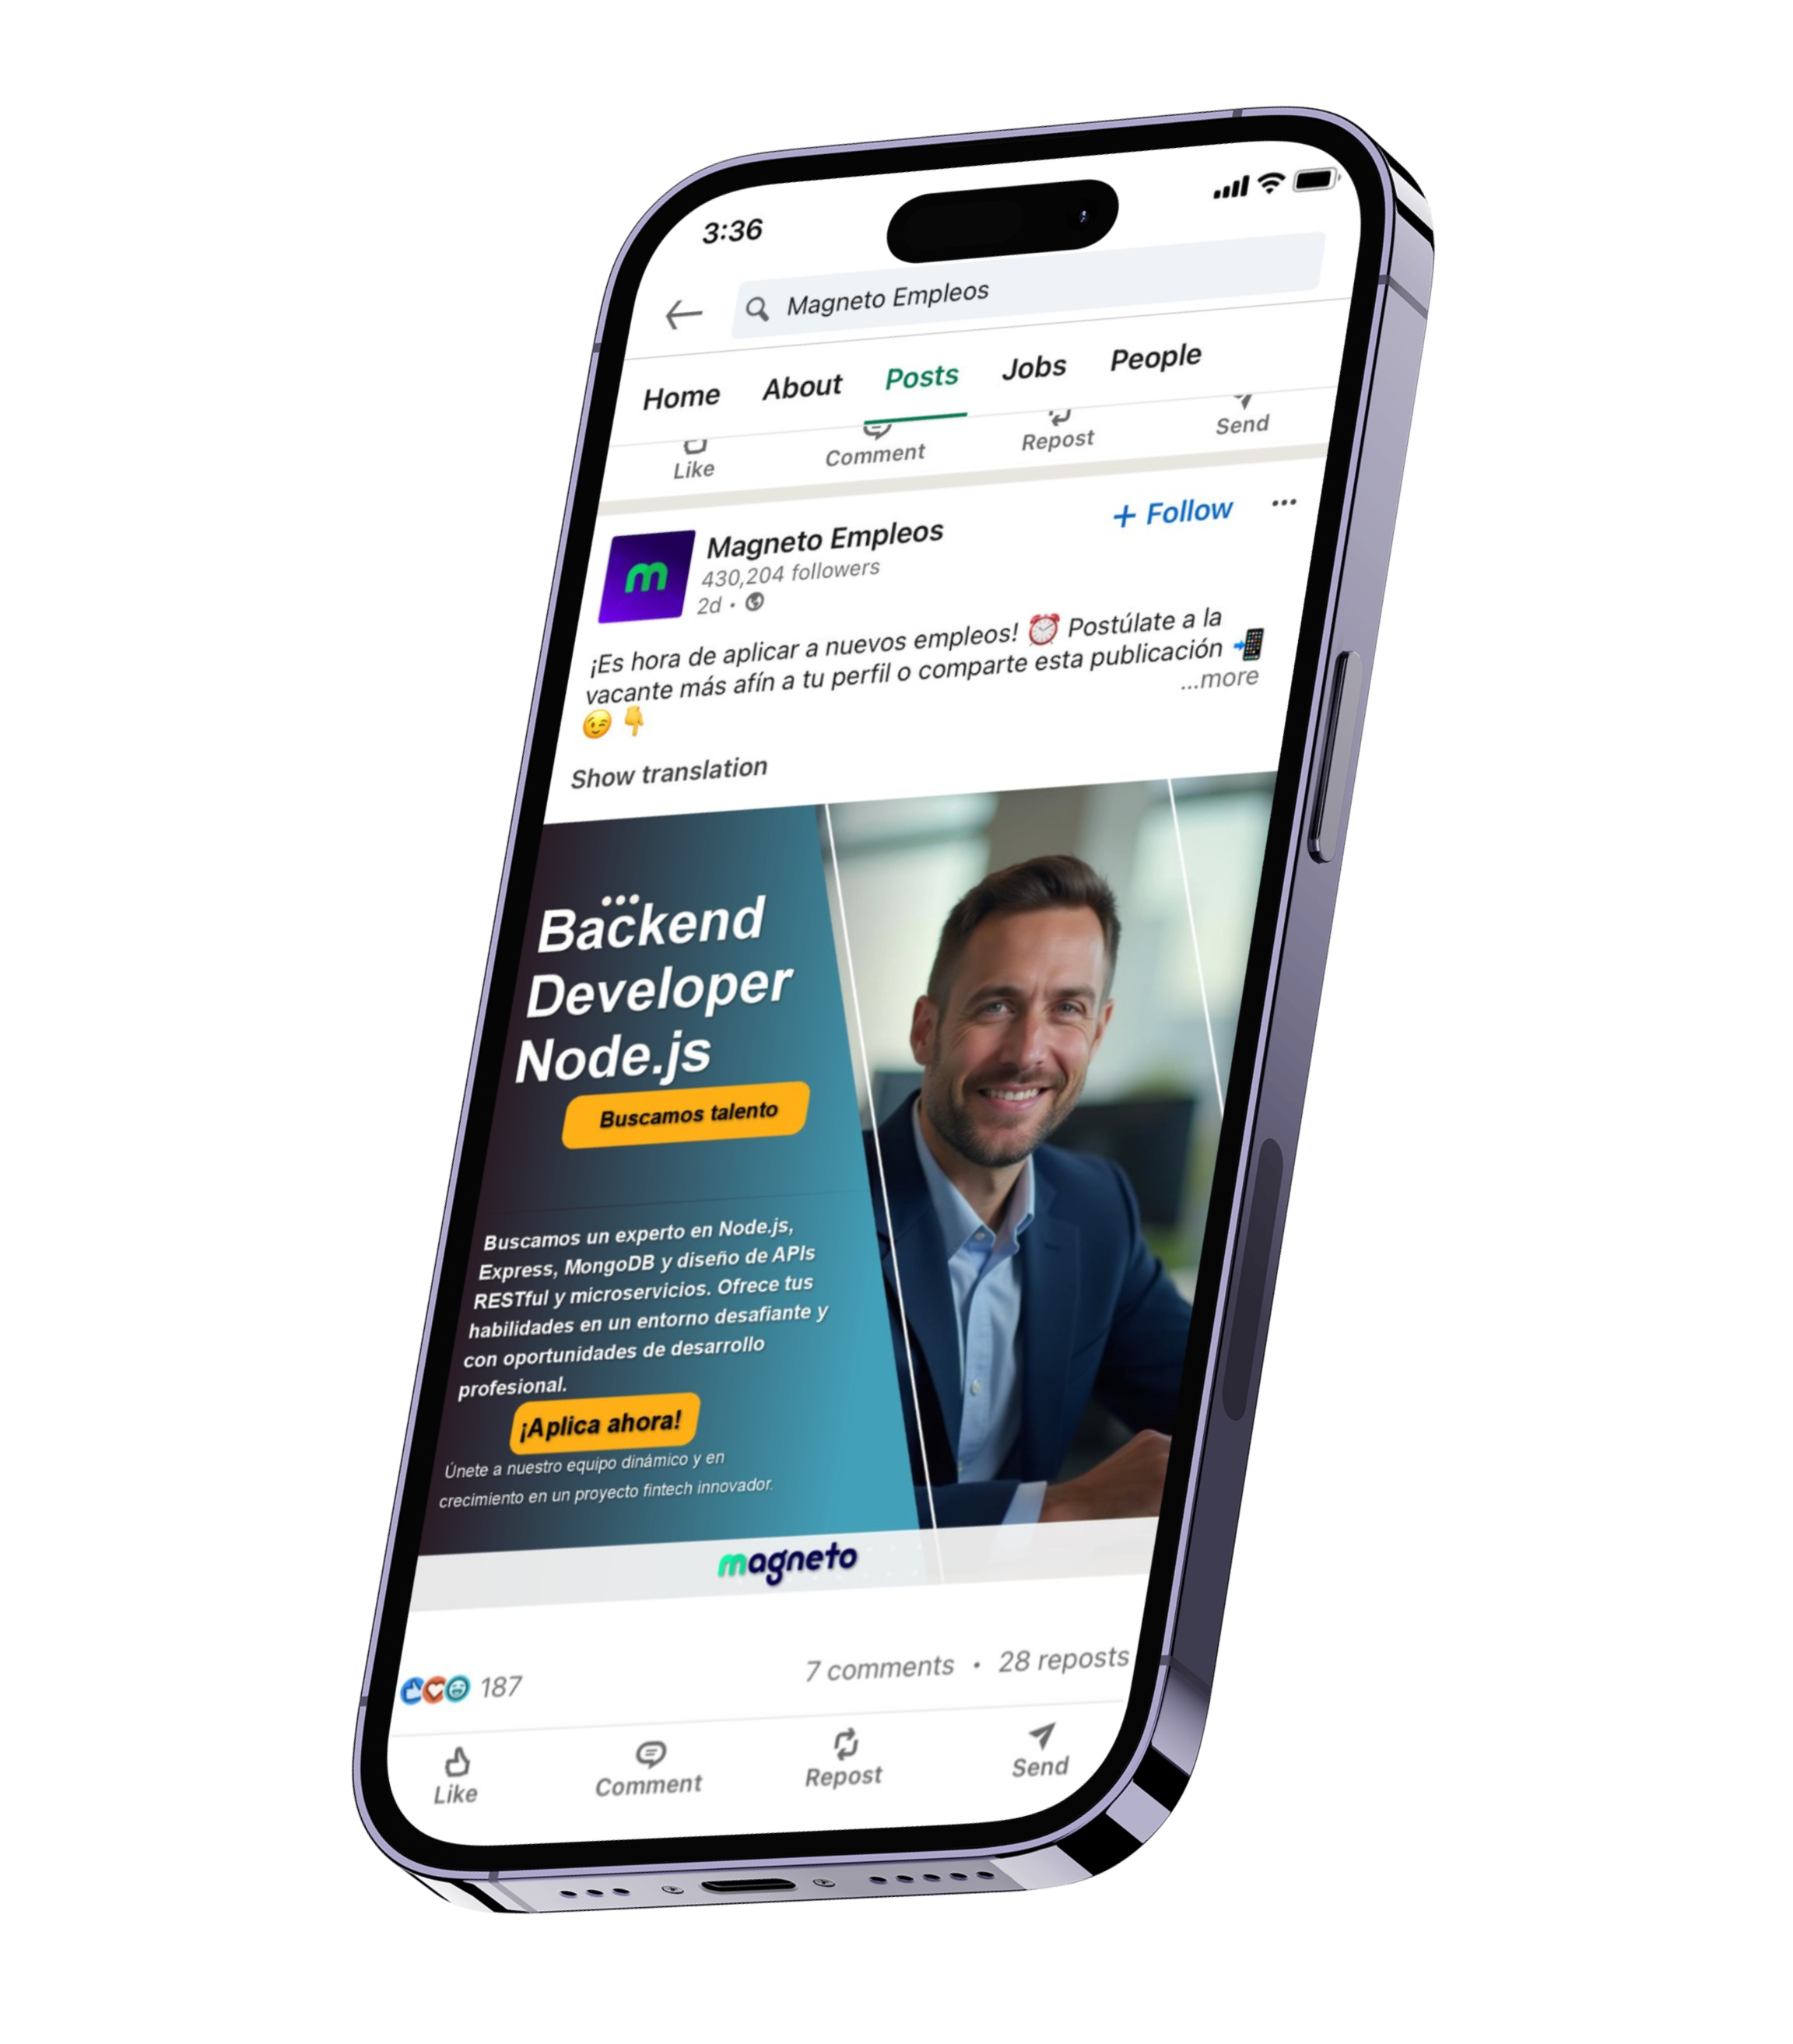 3:36
Magneto Empleos
Home About Posts Jobs People
Like Comment Repost Send
Magneto Empleos
+ Follow
430,204 followers
2d •
¡Es hora de aplicar a nuevos empleos! ⏰ Postúlate a la
vacante más afín a tu perfil o comparte esta publicación 📲
😉 👇
...more
Show translation
Backend
Developer
Node.js
Buscamos talento
Buscamos un experto en Node.js,
Express, MongoDB y diseño de APIs
RESTful y microservicios. Ofrece tus
habilidades en un entorno desafiante y
con oportunidades de desarrollo
profesional.
¡Aplica ahora!
Únete a nuestro equipo dinámico y en
crecimiento en un proyecto fintech innovador.
magneto
187
7 comments • 28 reposts
Like Comment Repost Send